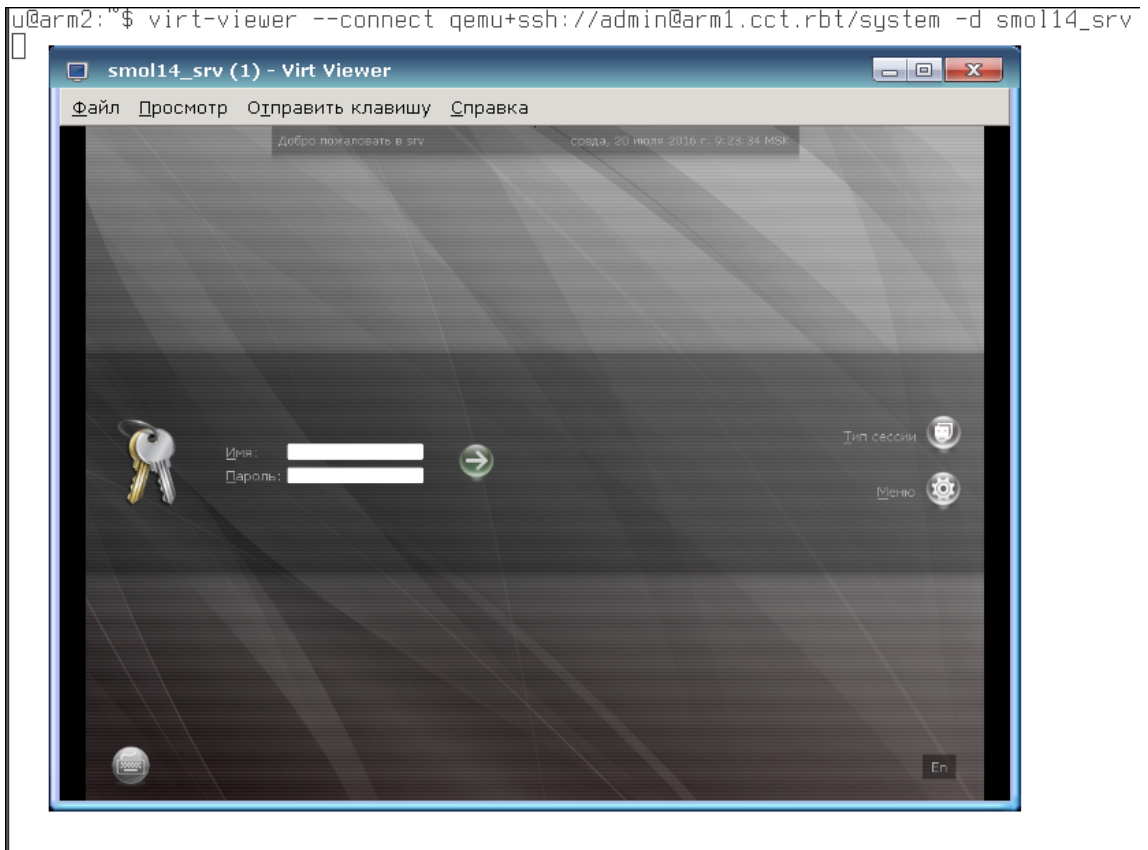 u@arm2:~$ virt-viewer --connect qemu+ssh://admin@arm1.cct.rbt/system -d smol14_srv
smol14_srv (1) - Virt Viewer
Файл Просмотр Отправить клавишу Справка
Добро пожаловать в srv среда, 20 июля 2016 г. 9:23:34 MSK
Имя:
Пароль:
Тип сессии
Меню
En